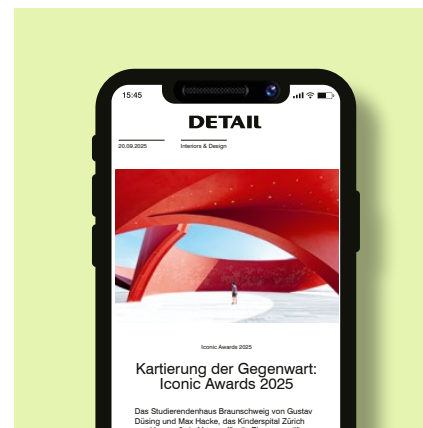 15:45
DETAIL
20.09.2025
Interiors & Design
Iconic Awards 2025
Kartierung der Gegenwart:
Iconic Awards 2025
Das Studierendenhaus Braunschweig von Gustav
Düsing und Max Hacke, das Kinderspital Zürich